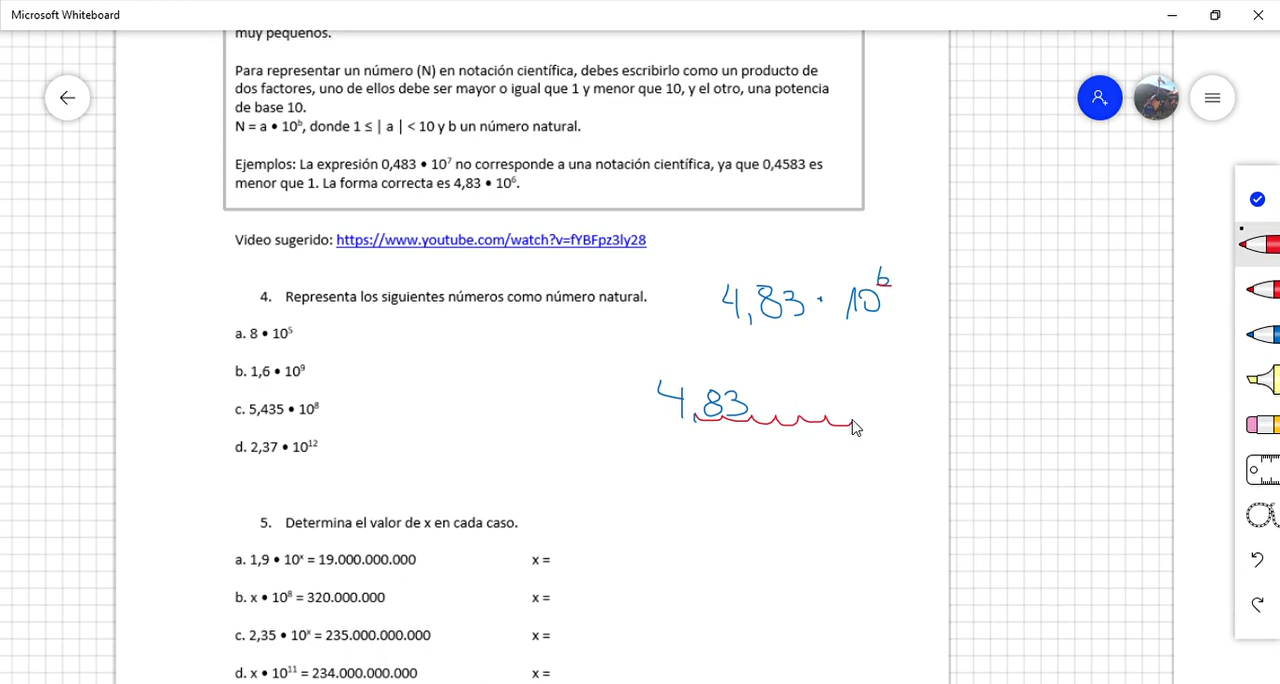 Microsoft Whiteboard
muy pequeños.
Para representar un número (N) en notación científica, debes escribirlo como un producto de
dos factores, uno de ellos debe ser mayor o igual que 1 y menor que 10, y el otro, una potencia
de base 10.
N = a • 10ᵇ, donde 1 ≤ | a | < 10 y b un número natural.
Ejemplos: La expresión 0,483 • 10⁷ no corresponde a una notación científica, ya que 0,4583 es
menor que 1. La forma correcta es 4,83 • 10⁶.
Video sugerido: https://www.youtube.com/watch?v=fYBFpz3ly28
4. Representa los siguientes números como número natural.
4,83 · 10⁶
a. 8 • 10⁵
b. 1,6 • 10⁹
4,83
c. 5,435 • 10⁸
d. 2,37 • 10¹²
5. Determina el valor de x en cada caso.
a. 1,9 • 10ˣ = 19.000.000.000 x =
b. x • 10⁸ = 320.000.000 x =
c. 2,35 • 10ˣ = 235.000.000.000 x =
d. x • 10¹¹ = 234.000.000.000 x =